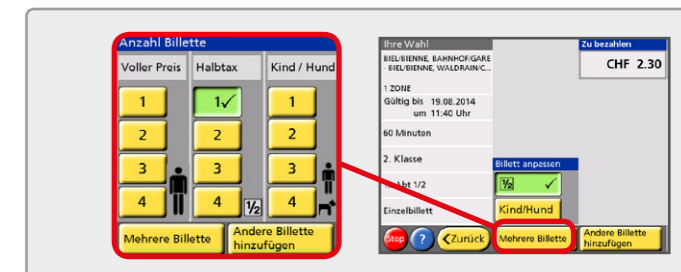 Anzahl Billette
Voller Preis Halbtax Kind / Hund
1 1✓ 1
2 2 2
3 3 3
4 4 ½ 4
Mehrere Billette Andere Billette hinzufügen
Ihre Wahl
BIEL/BIENNE, BAHNHOF/GARE
- BIEL/BIENNE, WALDRAIN/C...
1 ZONE
Gültig bis 19.08.2014
um 11:40 Uhr
60 Minuten
2. Klasse
Abt 1/2
Einzelbillett
Stop ? Zurück
Zu bezahlen
CHF 2.30
Billett anpassen
½ ✓
Kind/Hund
Mehrere Billette
Andere Billette
hinzufügen